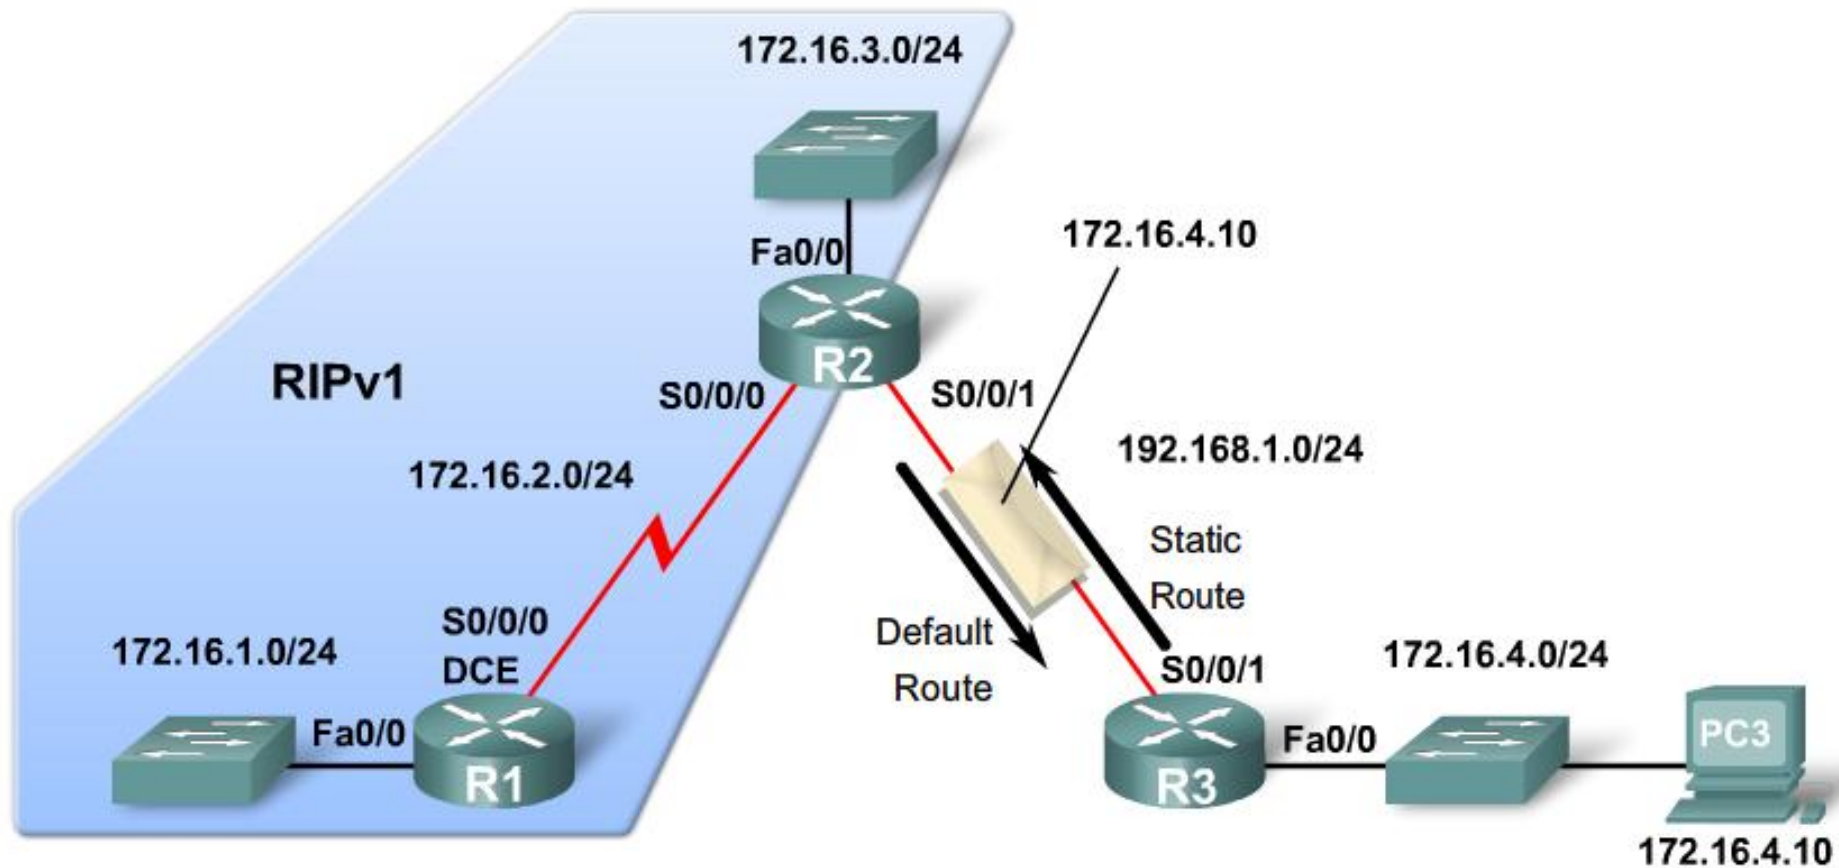 172.16.3.0/24
172.16.4.10
Fa0/0
R2
RIPv1
S0/0/0
S0/0/1
192.168.1.0/24
172.16.2.0/24
Static
Route
S0/0/0
DCE
Default
Route
172.16.1.0/24
S0/0/1
172.16.4.0/24
Fa0/0
R1
R3
Fa0/0
PC3
172.16.4.10